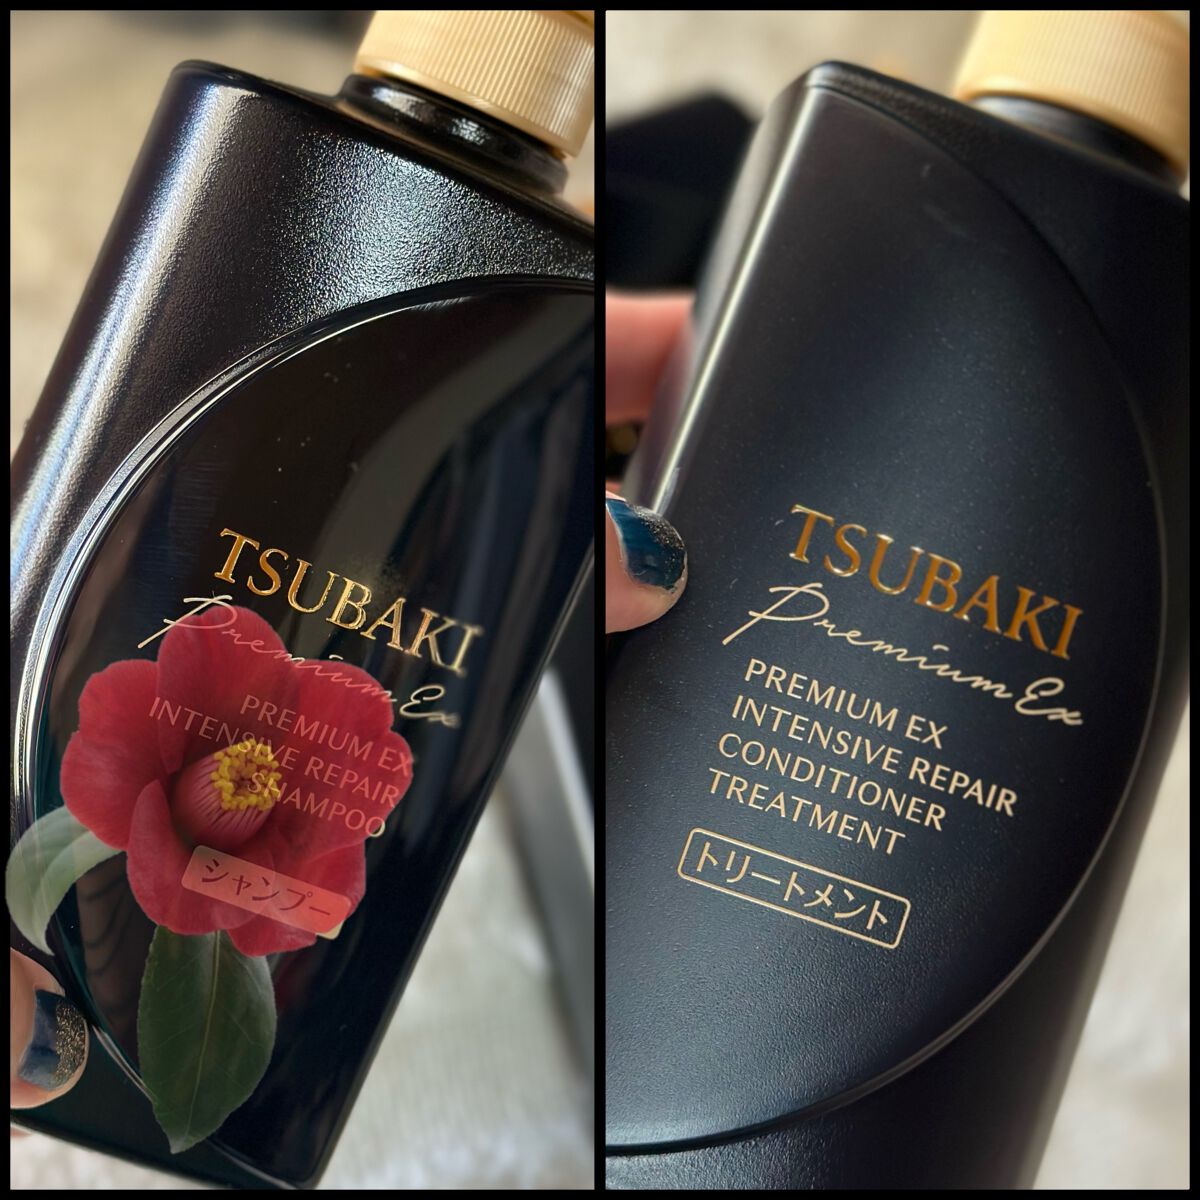 TSUBAKI
Premium Ex
PREMIUM EX
INTENSIVE REPAIR
SHAMPOO
シャンプー
TSUBAKI
Premium Ex
PREMIUM EX
INTENSIVE REPAIR
CONDITIONER
TREATMENT
トリートメント